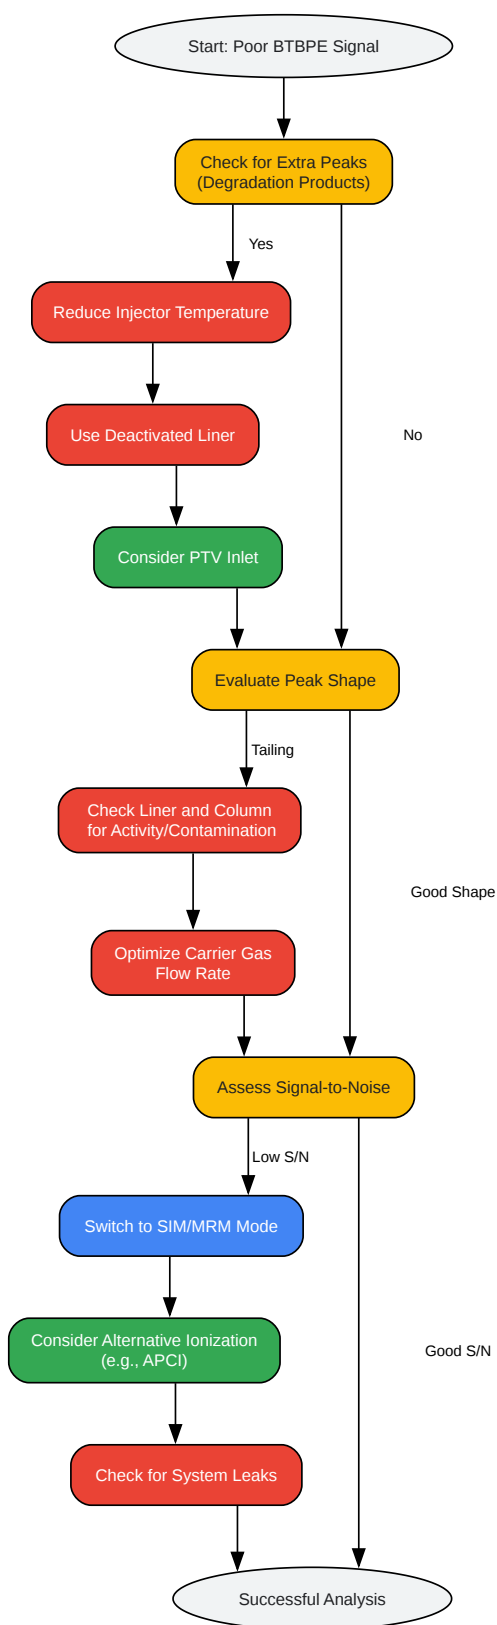 Start: Poor BTBPE Signal
Check for Extra Peaks
(Degradation Products)
Yes
Reduce Injector Temperature
Use Deactivated Liner
No
Consider PTV Inlet
Evaluate Peak Shape
Tailing
Check Liner and Column
for Activity/Contamination
Good Shape
Optimize Carrier Gas
Flow Rate
Assess Signal-to-Noise
Low S/N
Switch to SIM/MRM Mode
Consider Alternative Ionization
(e.g., APCI)
Good S/N
Check for System Leaks
Successful Analysis